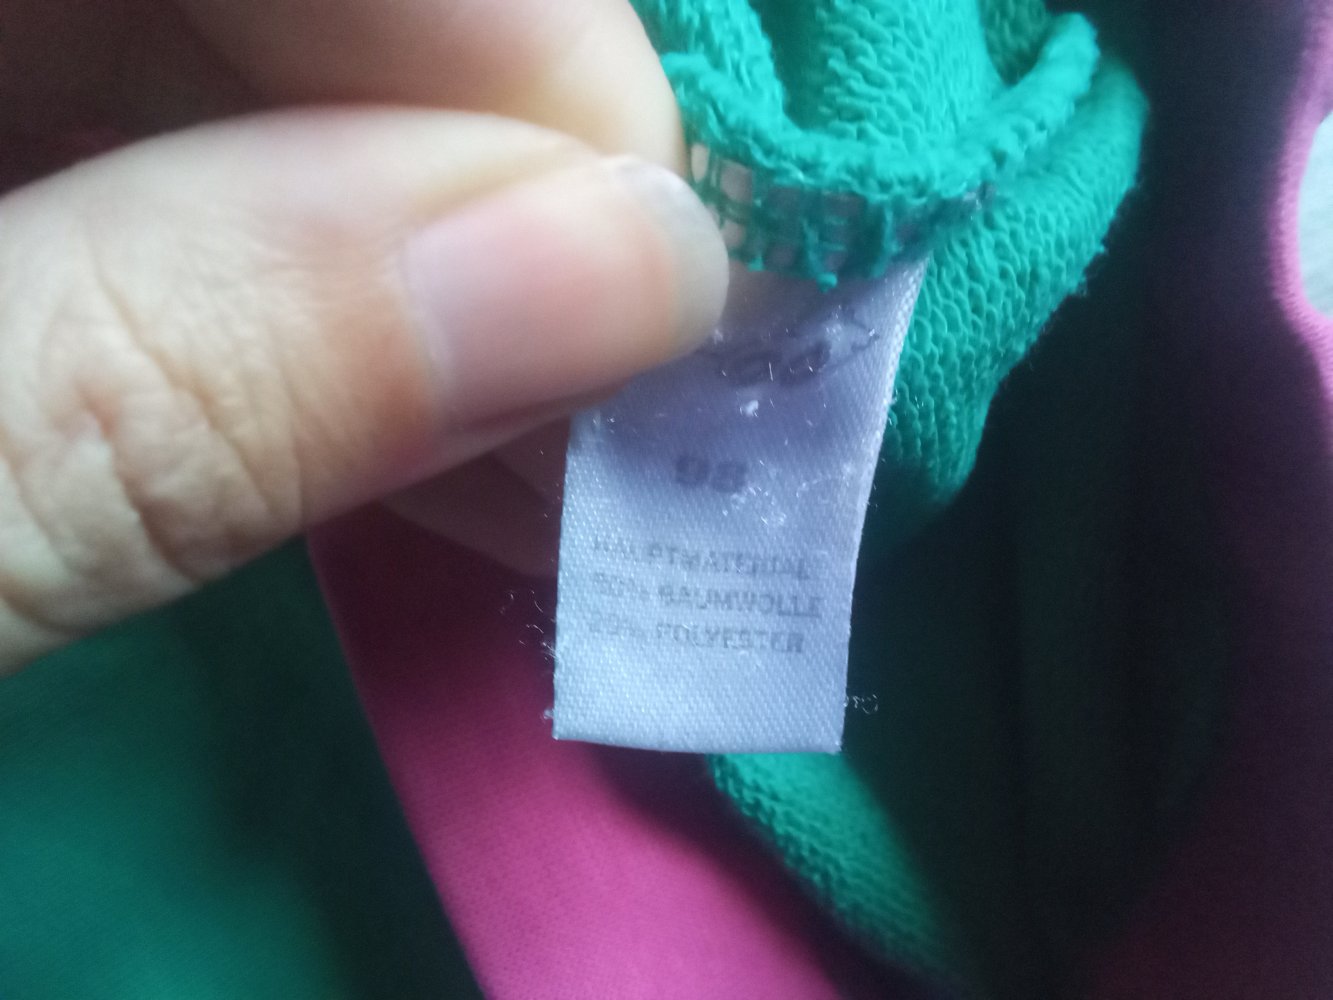 98
HAUPTMATERIAL
80% BAUMWOLLE
20% POLYESTER